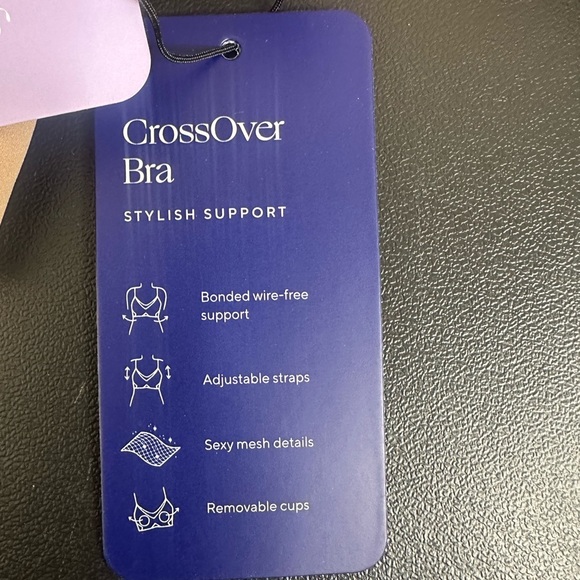 CrossOver
Bra
STYLISH SUPPORT
Bonded wire-free
support
Adjustable straps
Sexy mesh details
Removable cups